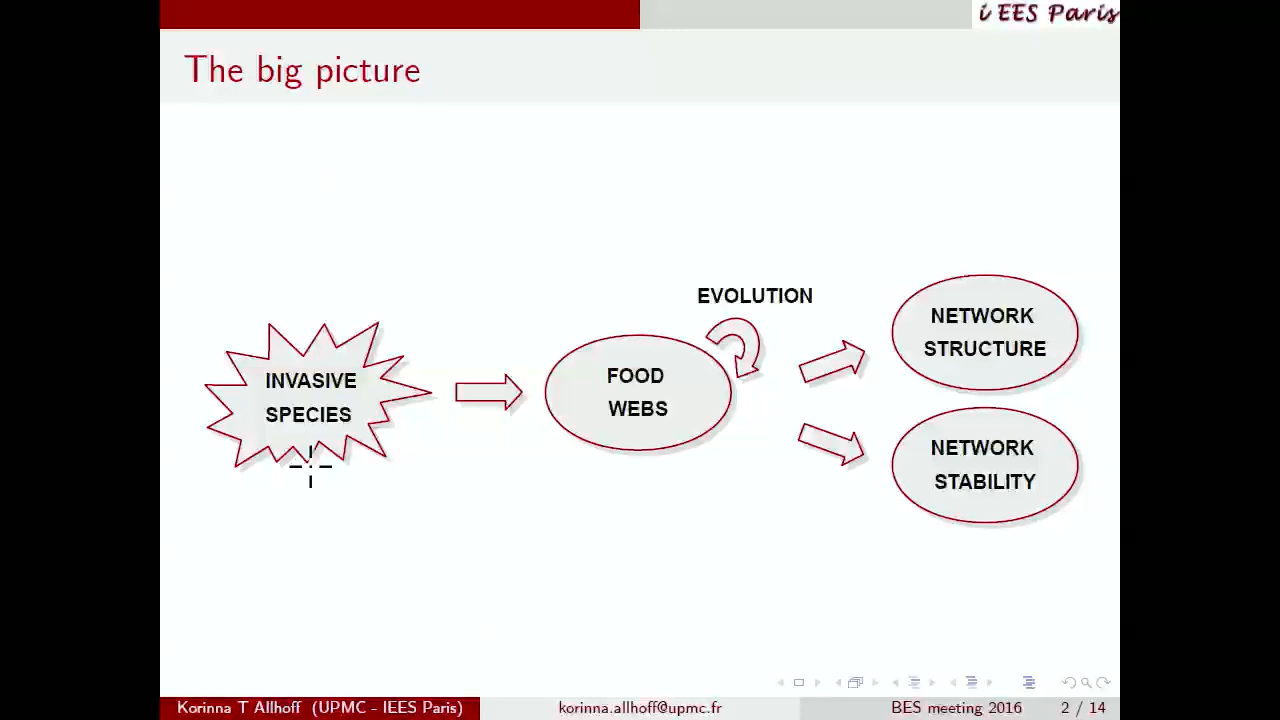 i EES Paris
The big picture
EVOLUTION
INVASIVE
SPECIES
FOOD
WEBS
NETWORK
STRUCTURE
NETWORK
STABILITY
Korinna T Allhoff (UPMC - IEES Paris)
korinna.allhoff@upmc.fr
BES meeting 2016
2 / 14